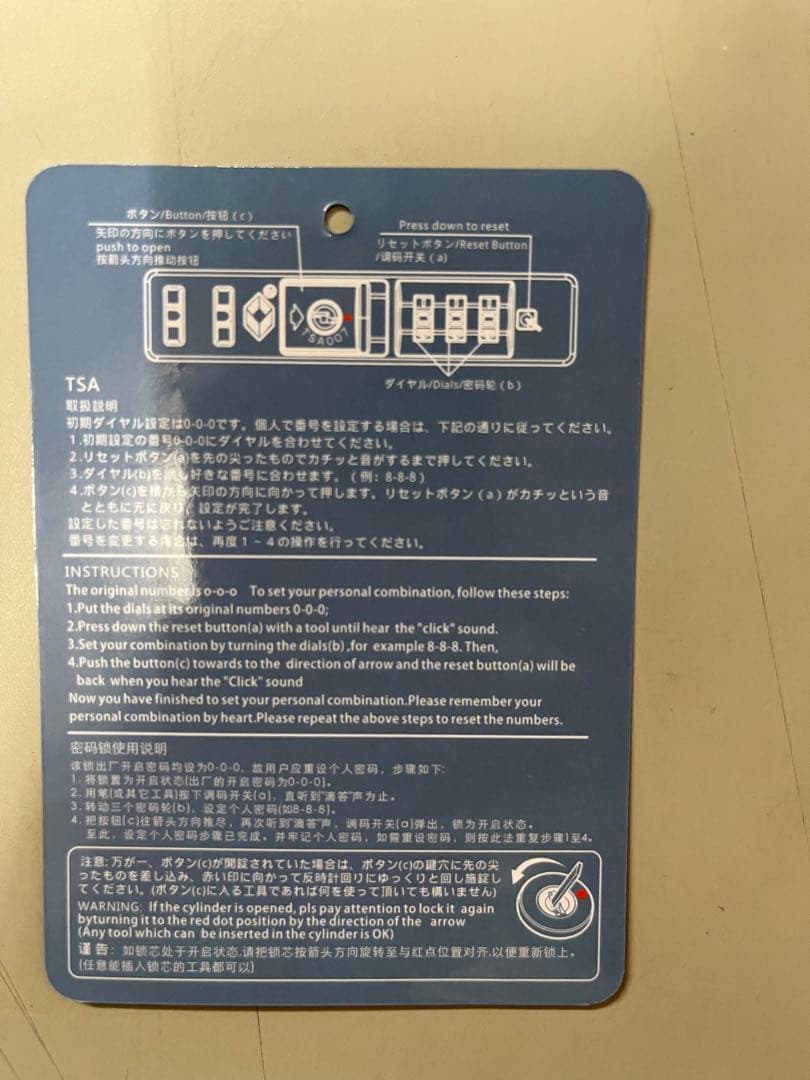 ボタン/Button/按钮 (c)
矢印の方向にボタンを押してください
push to open
按箭头方向推动按钮
Press down to reset
リセットボタン/Reset Button
/调码开关 (a)
TSA007
ダイヤル/Dials/密码轮 (b)
TSA
取扱説明
初期ダイヤル設定は0-0-0です。個人で番号を設定する場合は、下記の通りに従ってください。
1.初期設定の番号0-0-0にダイヤルを合わせてください。
2.リセットボタン(a)を先の尖ったものでカチッと音がするまで押してください。
3.ダイヤル(b)を回し好きな番号に合わせます。(例: 8-8-8)
4.ボタン(c)を横から矢印の方向に向かって押します。リセットボタン (a) がカチッという音
とともに元に戻り、設定が完了します。
設定した番号は忘れないようご注意ください。
番号を変更する場合は、再度1~4の操作を行ってください。
INSTRUCTIONS
The original number is o-o-o To set your personal combination, follow these steps:
1.Put the dials at its original numbers 0-0-0;
2.Press down the reset button(a) with a tool until hear the "click" sound.
3.Set your combination by turning the dials(b) ,for example 8-8-8. Then,
4.Push the button(c) towards to the direction of arrow and the reset button(a) will be
back when you hear the "Click" sound
Now you have finished to set your personal combination.Please remember your
personal combination by heart.Please repeat the above steps to reset the numbers.
密码锁使用说明
该锁出厂开启密码均设为0-0-0，故用户应重设个人密码，步骤如下:
1. 将锁置为开启状态(出厂的开启密码为0-0-0)。
2. 用笔(或其它工具)按下调码开关(a)，直听到"滴答"声为止。
3. 转动三个密码轮(b)，设定个人密码(如8-8-8)。
4. 把按钮(c)往箭头方向推尽，再次听到"滴答"声，调码开关(a)弹出，锁为开启状态。
至此，设定个人密码步骤已完成。并牢记个人密码，如需重设密码，则按此法重复步骤1至4。
注意: 万が一、ボタン(c)が開錠されていた場合は、ボタン(c)の鍵穴に先の尖
ったものを差し込み、赤い印に向かって反時計回りにゆっくりと回し施錠し
てください。(ボタン(c)に入る工具であれば何を使って頂いても構いません)
WARNING: If the cylinder is opened, pls pay attention to lock it again
byturning it to the red dot position by the direction of the arrow
(Any tool which can be inserted in the cylinder is OK)
谨告: 如锁芯处于开启状态,请把锁芯按箭头方向旋转至与红点位置对齐,以便重新锁上。
(任意能插入锁芯的工具都可以)